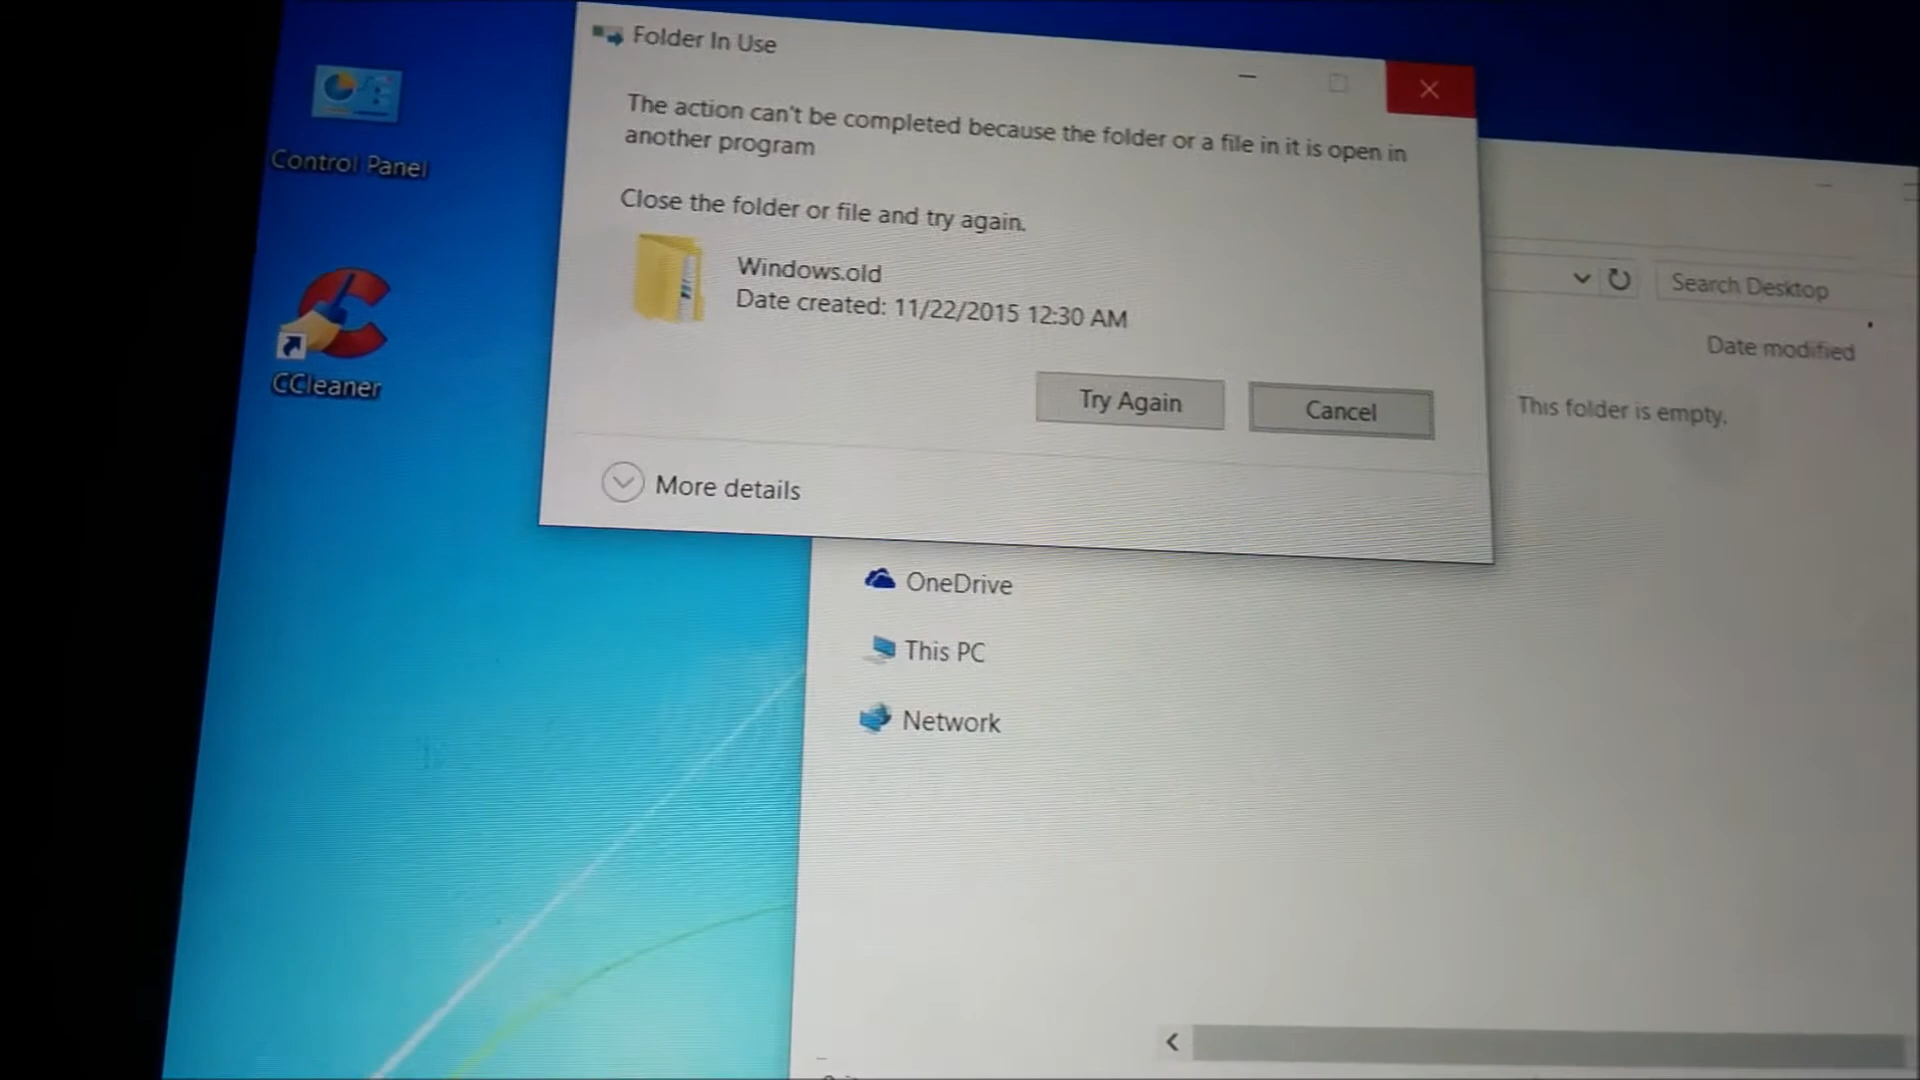 Folder In Use
The action can't be completed because the folder or a file in it is open in
another program
Close the folder or file and try again.
Windows.old
Date created: 11/22/2015 12:30 AM
Try Again
Cancel
More details
Control Panel
CCleaner
Search Desktop
Date modified
This folder is empty.
OneDrive
This PC
Network